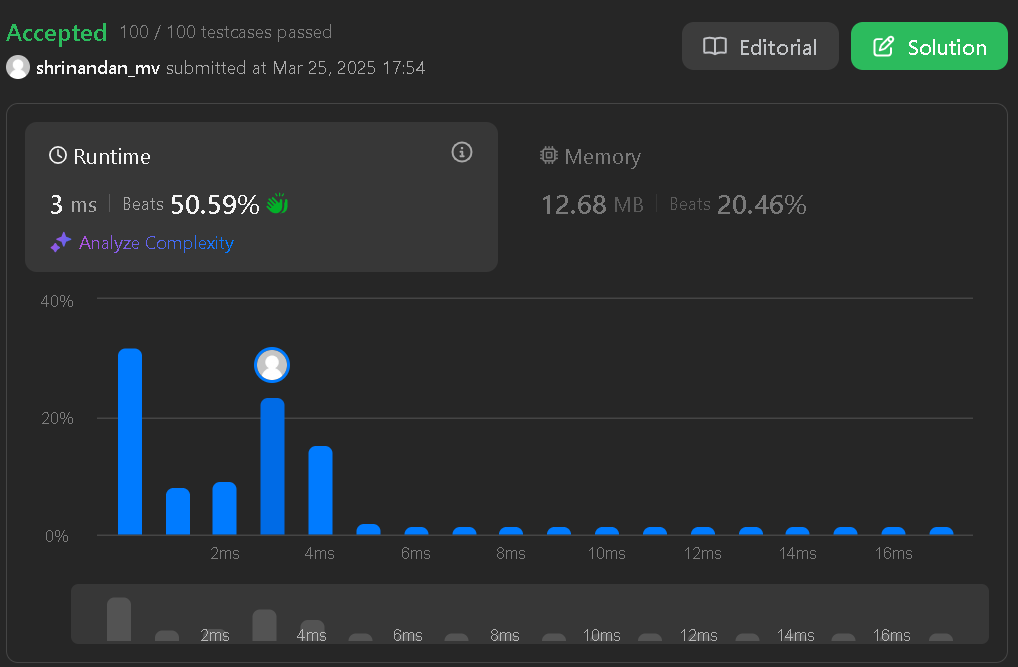 Accepted 100 / 100 testcases passed
Editorial
Solution
shrinandan_mv submitted at Mar 25, 2025 17:54
Runtime
3 ms | Beats 50.59%
Analyze Complexity
Memory
12.68 MB | Beats 20.46%
40%
20%
0%
2ms 4ms 6ms 8ms 10ms 12ms 14ms 16ms
2ms 4ms 6ms 8ms 10ms 12ms 14ms 16ms